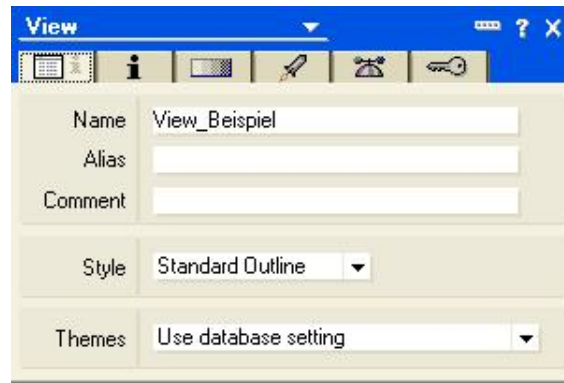 View
? X
i
Name View_Beispiel
Alias
Comment
Style Standard Outline
Themes Use database setting